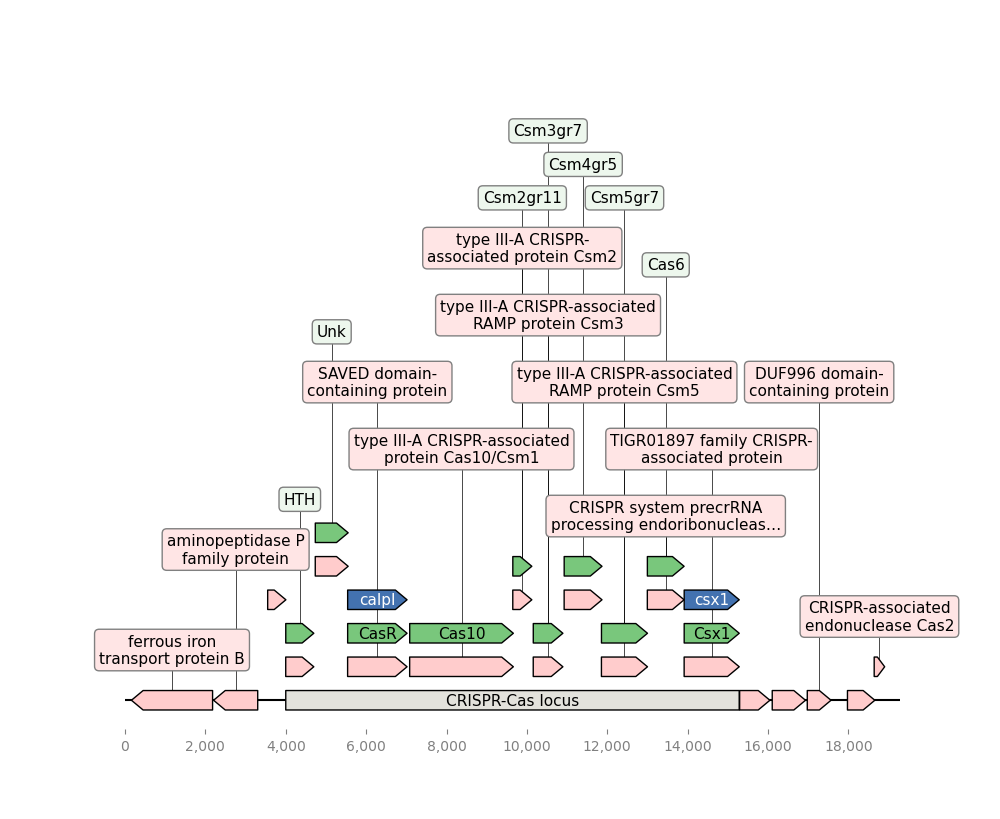 Csm3gr7
Csm4gr5
Csm2gr11
Csm5gr7
type III-A CRISPR-
associated protein Csm2
Cas6
type III-A CRISPR-associated
RAMP protein Csm3
Unk
SAVED domain-
containing protein
type III-A CRISPR-associated
RAMP protein Csm5
DUF996 domain-
containing protein
type III-A CRISPR-associated
protein Cas10/Csm1
TIGR01897 family CRISPR-
associated protein
HTH
CRISPR system precrRNA
processing endoribonucleas…
aminopeptidase P
family protein
calpl csx1
CRISPR-associated
endonuclease Cas2
CasR Cas10 Csx1
ferrous iron
transport protein B
CRISPR-Cas locus
0 2,000 4,000 6,000 8,000 10,000 12,000 14,000 16,000 18,000